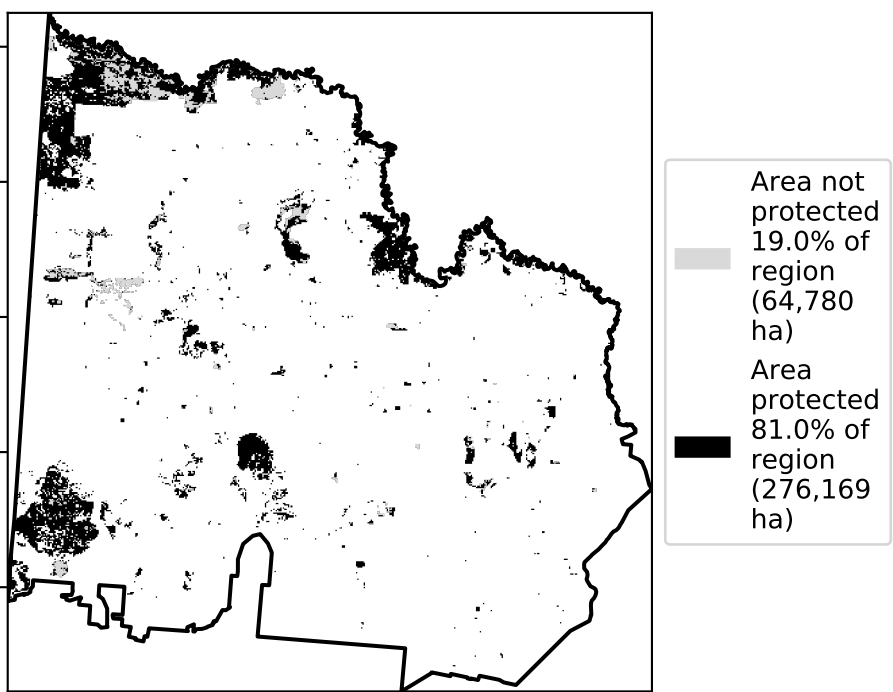 Area not
protected
19.0% of
region
(64,780
ha)
Area
protected
81.0% of
region
(276,169
ha)